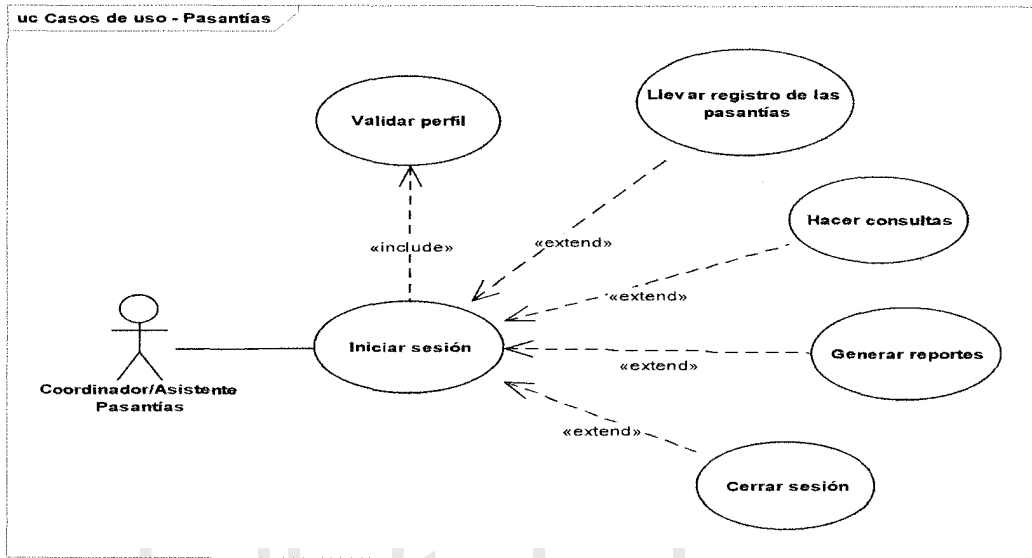 uc Casos de uso - Pasantías
Llevar registro de las
pasantías
Validar perfil
Hacer consultas
«include»
«extend»
«extend»
Iniciar sesión
Generar reportes
«extend»
Coordinador/Asistente
Pasantías
«extend»
Cerrar sesión